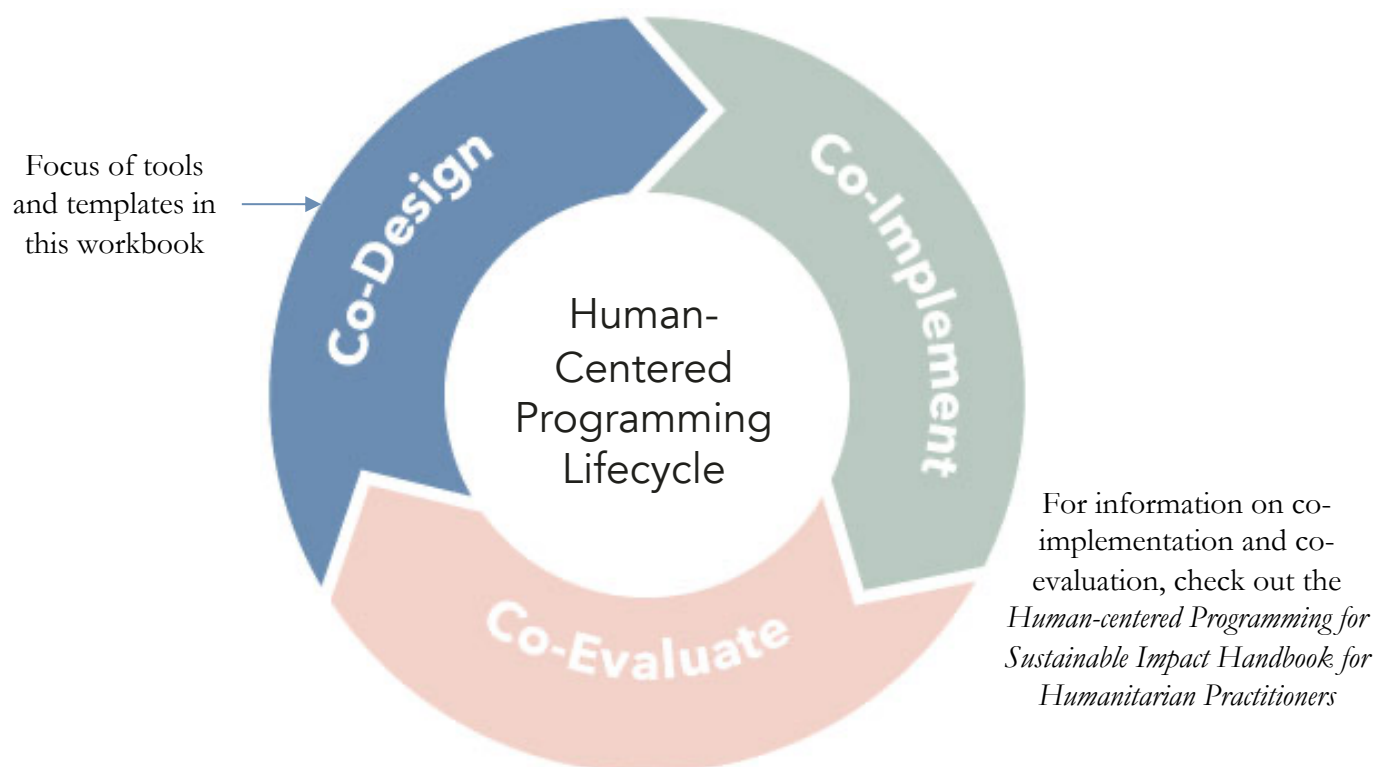 Focus of tools
and templates in
this workbook
Co-Design
Co-Implement
Human-
Centered
Programming
Lifecycle
Co-Evaluate
For information on co-
implementation and co-
evaluation, check out the
Human-centered Programming for
Sustainable Impact Handbook for
Humanitarian Practitioners